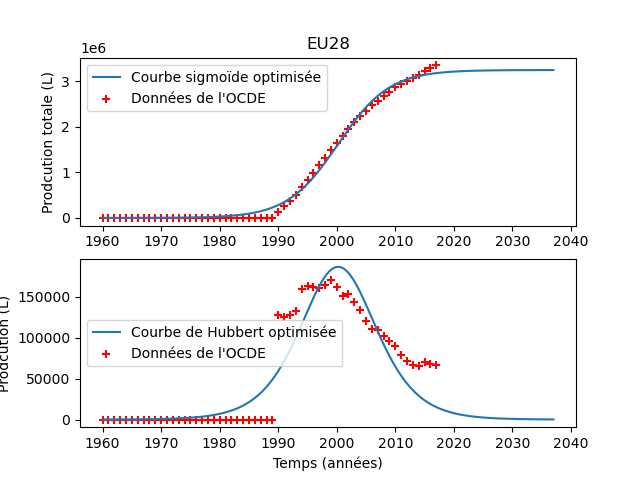 EU28
1e6
Prodcution totale (L)
3
2
1
0
Courbe sigmoïde optimisée
Données de l'OCDE
1960 1970 1980 1990 2000 2010 2020 2030 2040
Prodcution (L)
150000
100000
50000
0
Courbe de Hubbert optimisée
Données de l'OCDE
1960 1970 1980 1990 2000 2010 2020 2030 2040
Temps (années)